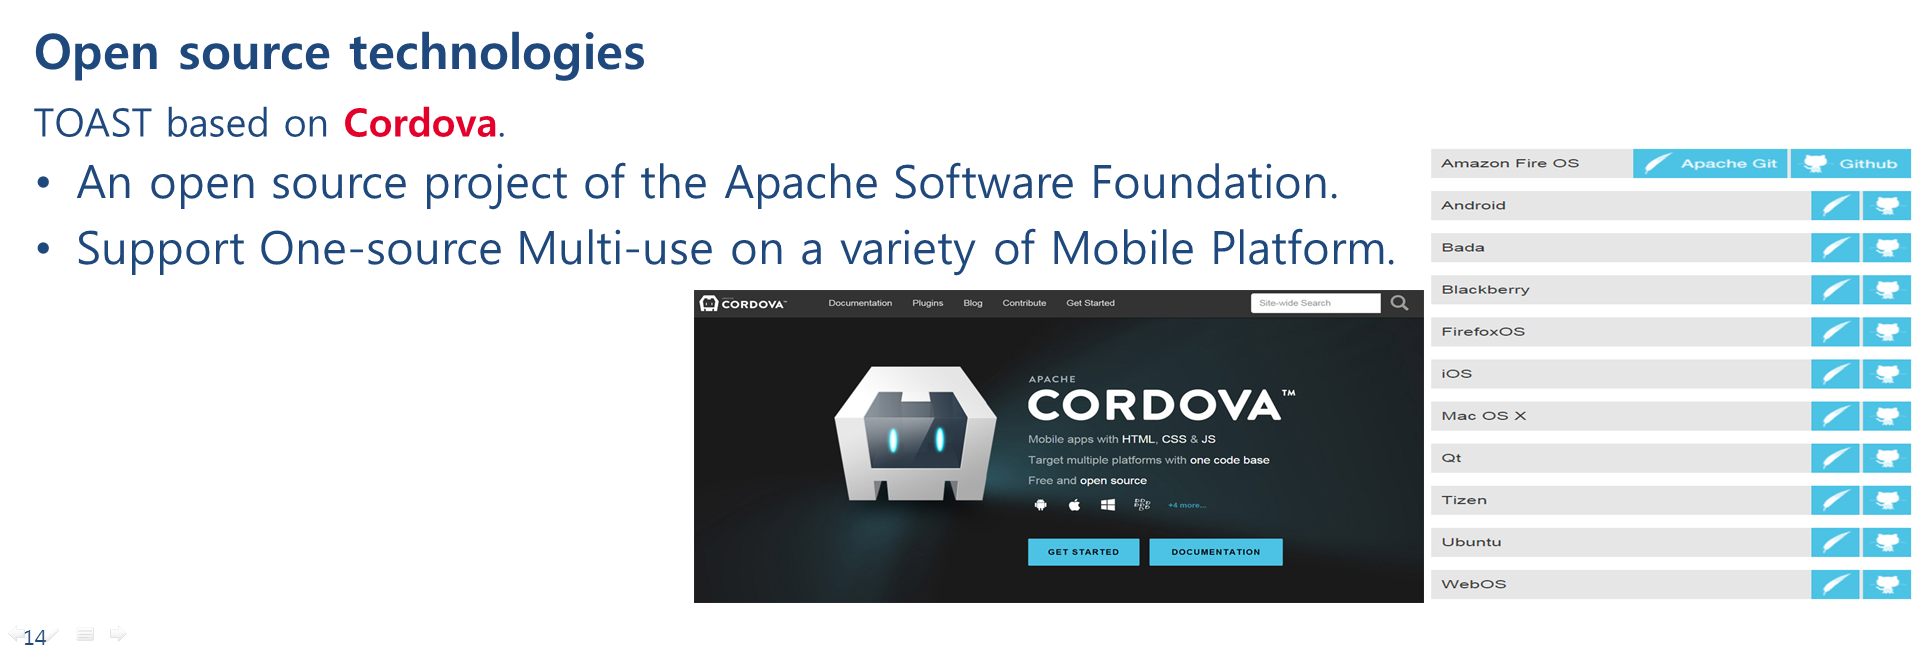 Open source technologies
TOAST based on Cordova.
• An open source project of the Apache Software Foundation.
• Support One-source Multi-use on a variety of Mobile Platform.
CORDOVA™
Documentation Plugins Blog Contribute Get Started
Site-wide Search
APACHE
CORDOVA™
Mobile apps with HTML, CSS & JS
Target multiple platforms with one code base
Free and open source
+4 more...
GET STARTED DOCUMENTATION
Amazon Fire OS Apache Git Github
Android
Bada
Blackberry
FirefoxOS
iOS
Mac OS X
Qt
Tizen
Ubuntu
WebOS
14